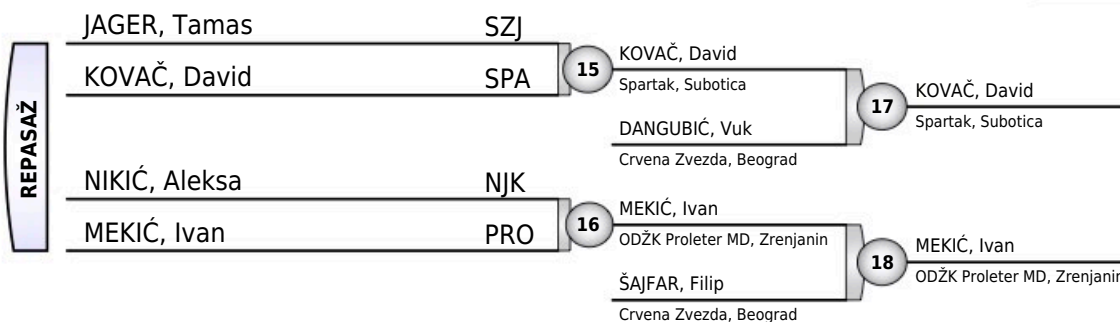 REPASAŽ
JAGER, Tamas SZJ
KOVAČ, David SPA
15
KOVAČ, David
Spartak, Subotica
DANGUBIĆ, Vuk
Crvena Zvezda, Beograd
17
KOVAČ, David
Spartak, Subotica
NIKIĆ, Aleksa NJK
MEKIĆ, Ivan PRO
16
MEKIĆ, Ivan
ODŽK Proleter MD, Zrenjanin
ŠAJFAR, Filip
Crvena Zvezda, Beograd
18
MEKIĆ, Ivan
ODŽK Proleter MD, Zrenjanin